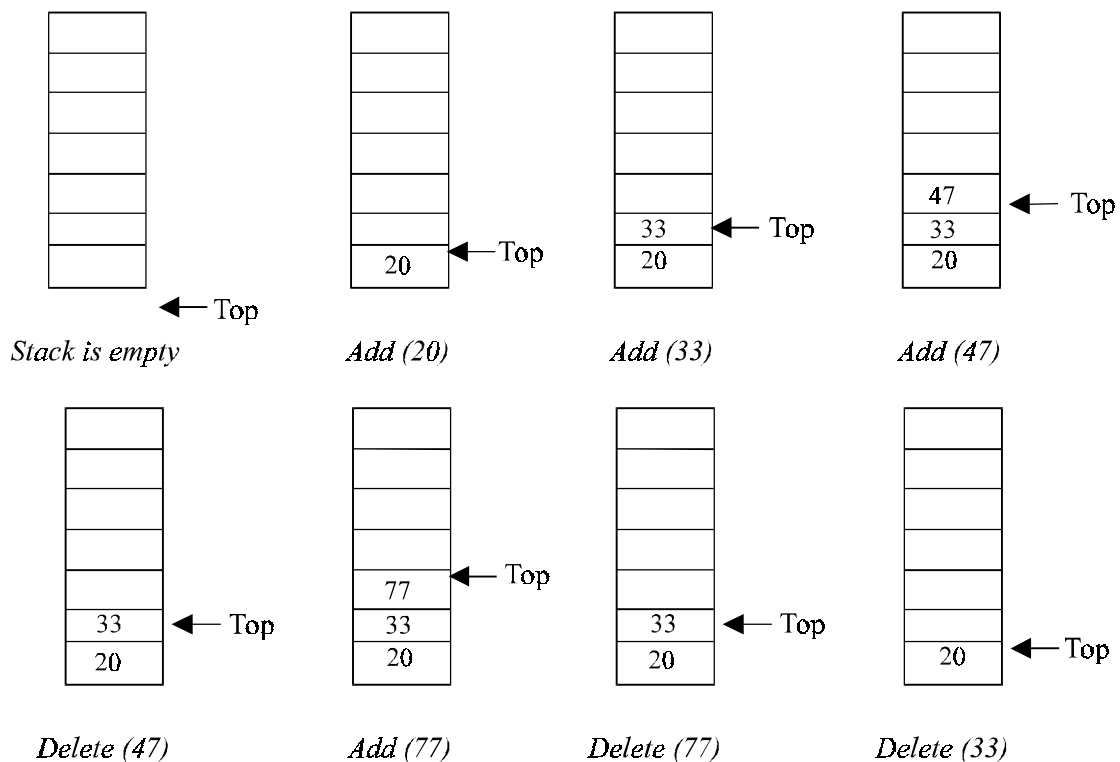 Top
Stack is empty
20
Top
Add (20)
33
20
Top
Add (33)
47
33
20
Top
Add (47)
33
20
Top
Delete (47)
77
33
20
Top
Add (77)
33
20
Top
Delete (77)
20
Top
Delete (33)